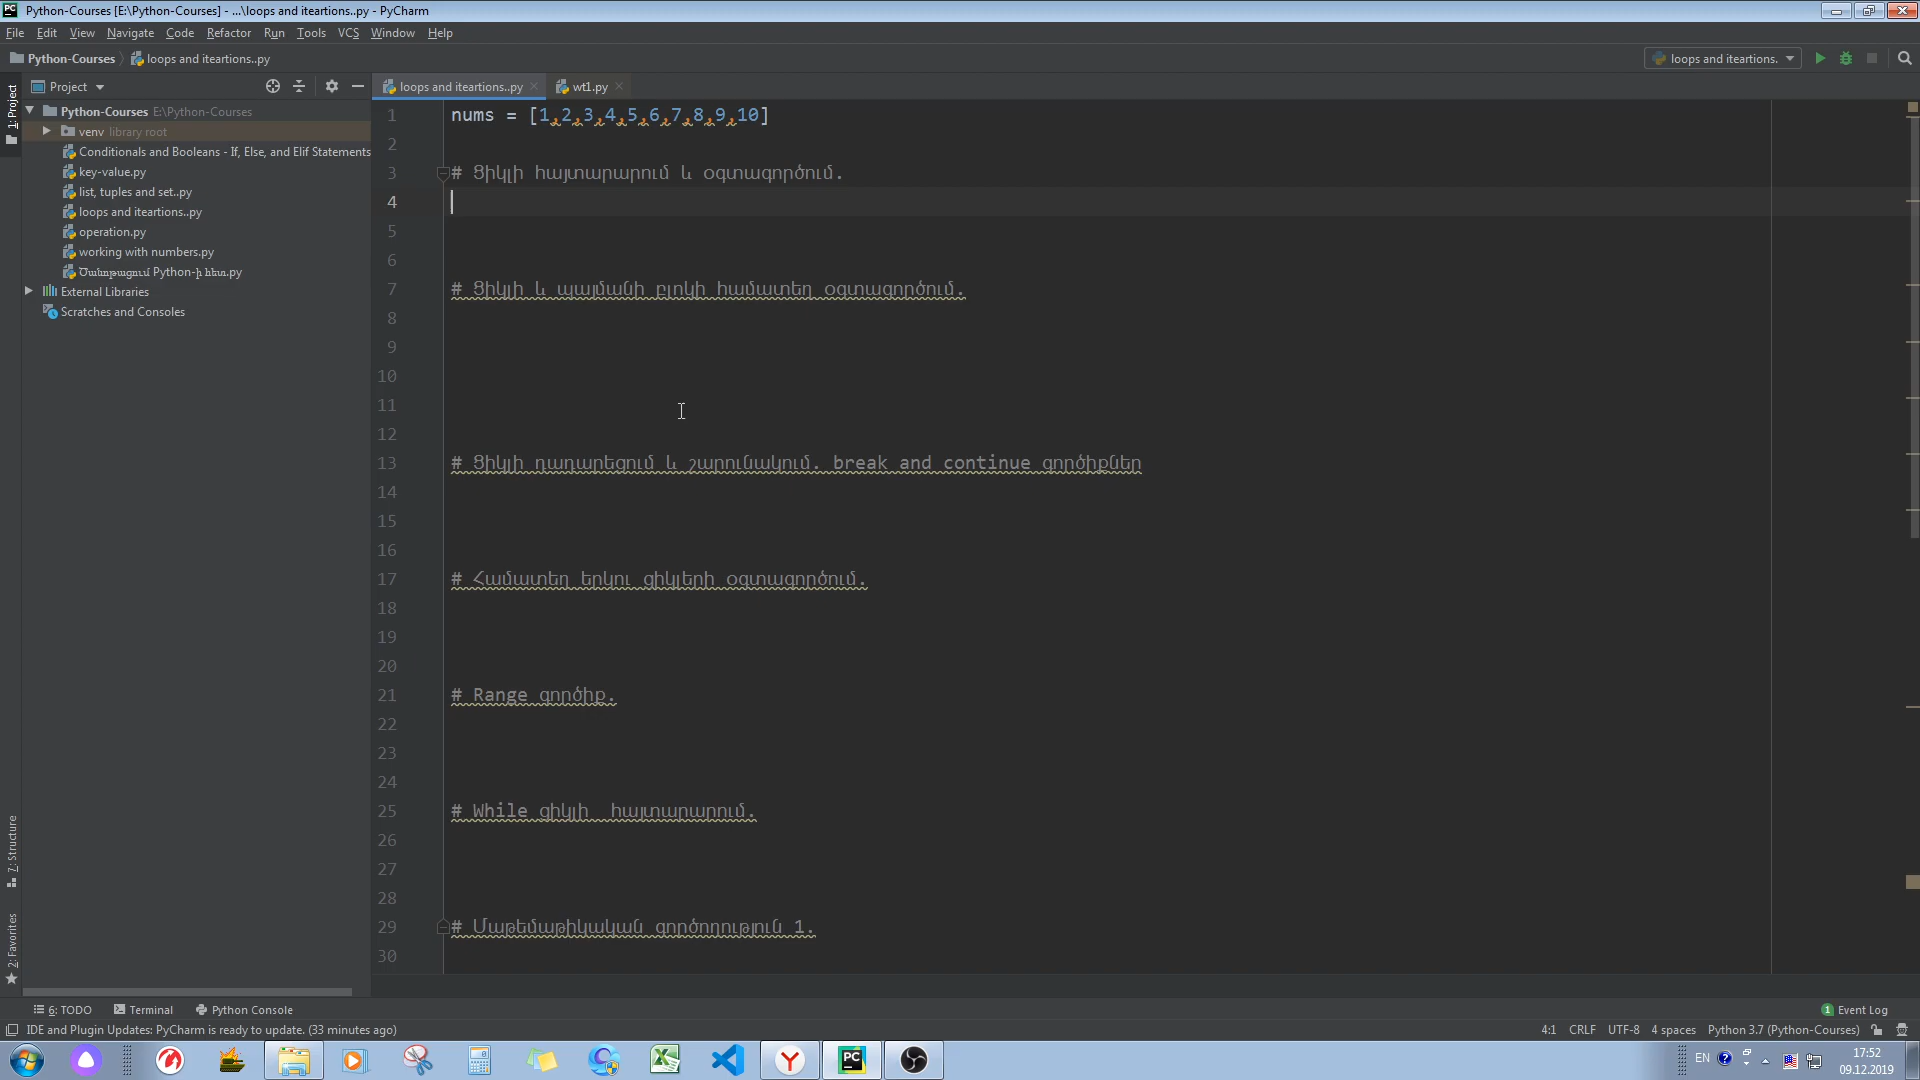 Python-Courses [E:\Python-Courses] - ...\loops and iteartions..py - PyCharm
File Edit View Navigate Code Refactor Run Tools VCS Window Help
Python-Courses loops and iteartions..py loops and iteartions.
1: Project
Project
loops and iteartions..py wt1.py
Python-Courses E:\Python-Courses
venv library root
Conditionals and Booleans - If, Else, and Elif Statements
key-value.py
list, tuples and set..py
loops and iteartions..py
operation.py
working with numbers.py
Ծանոթացում Python-ի հետ.py
External Libraries
Scratches and Consoles
1 nums = [1,2,3,4,5,6,7,8,9,10]
2
3 # Ցիկլի հայտարարում և օգտագործում.
4
5
6
7 # Ցիկլի և պայմանի բլոկի համատեղ օգտագործում.
8
9
10
11
12
13 # Ցիկլի դադարեցում և շարունակում. break and continue գործիքներ
14
15
16
17 # Համատեղ երկու ցիկլերի օգտագործում.
18
19
20
21 # Range գործիք.
22
23
24
25 # While ցիկլի  հայտարարում.
26
27
28
29 # Մաթեմաթիկական գործողություն 1.
30
7: Structure
2: Favorites
6: TODO Terminal Python Console Event Log
IDE and Plugin Updates: PyCharm is ready to update. (33 minutes ago) 4:1 CRLF UTF-8 4 spaces Python 3.7 (Python-Courses)
EN 17:52
09.12.2019